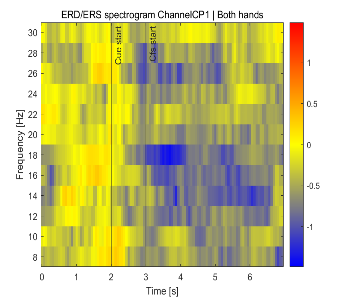 ERD/ERS spectrogram ChannelCP1 | Both hands
Frequency [Hz]
30
28
26
24
22
20
18
16
14
12
10
8
Cue start
Cfs start
0 1 2 3 4 5 6
Time [s]
1
0.5
0
-0.5
-1